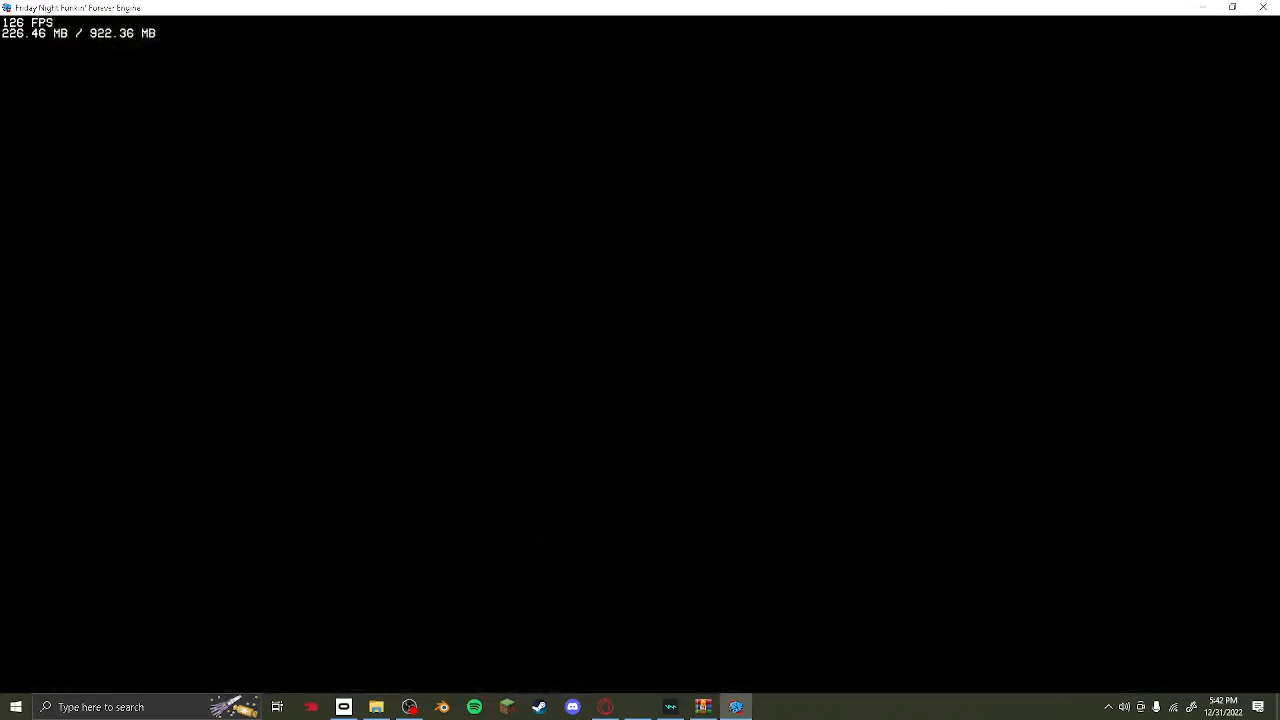 Friday Night Funkin' Forever Engine
126 FPS
226.46 MB / 922.36 MB
Type here to search
5:42 PM
12/31/2022